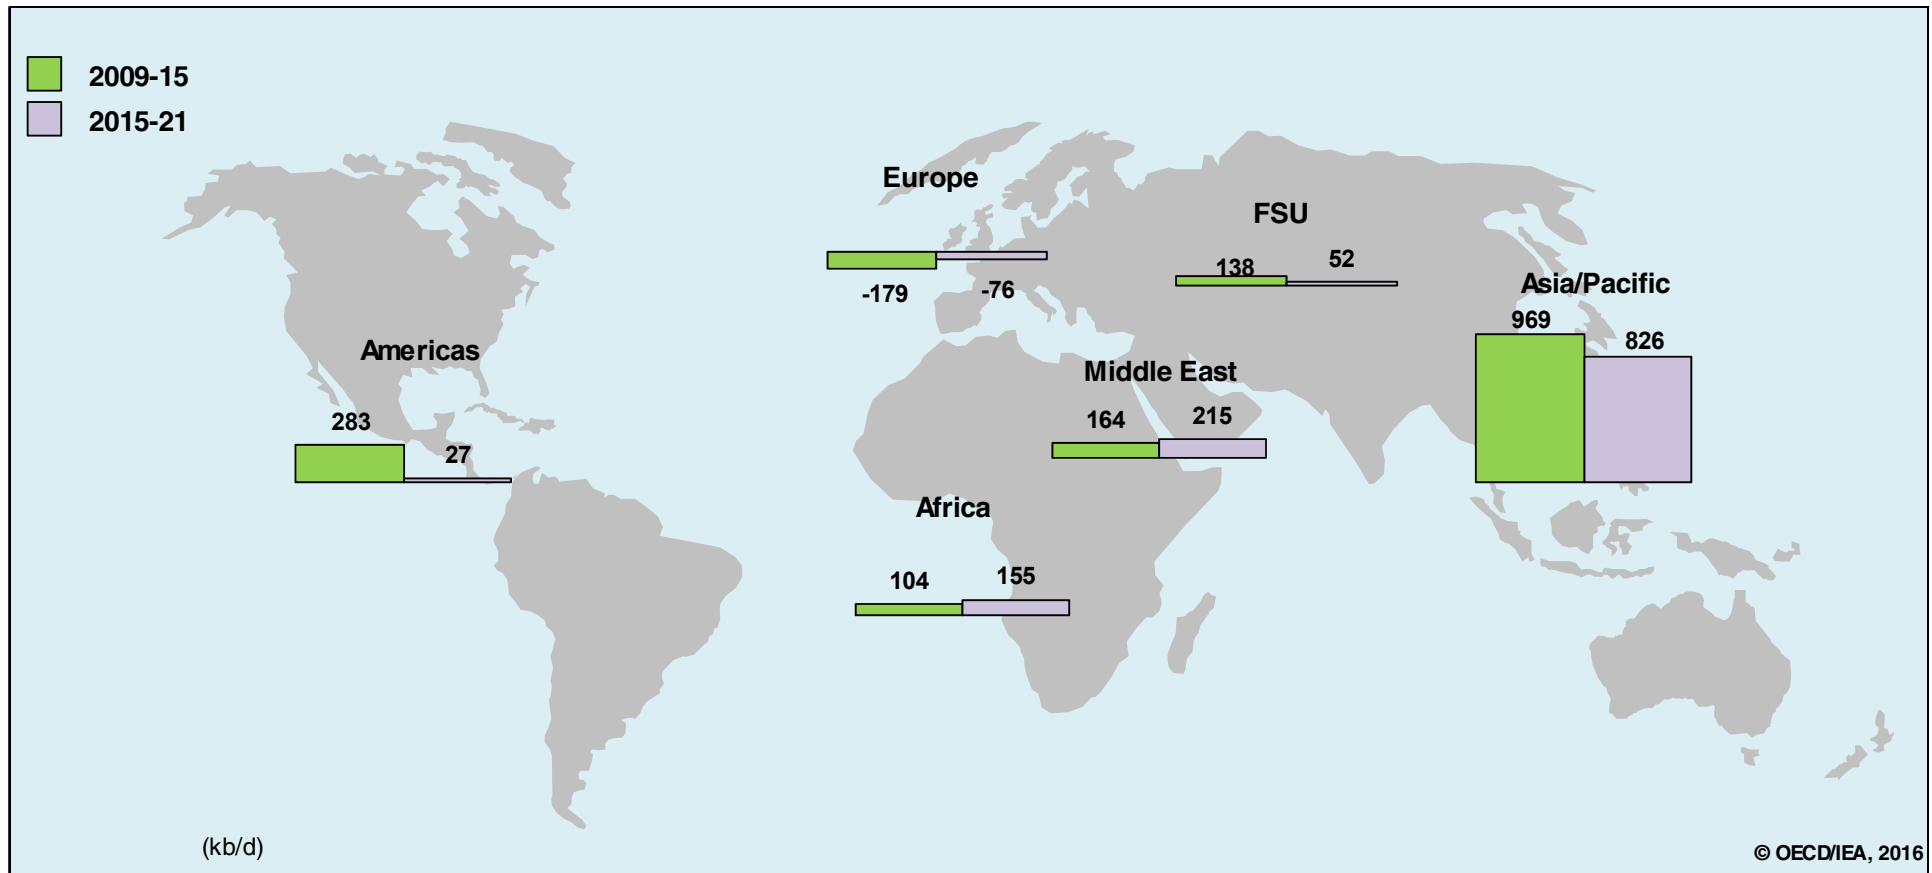 2009-15
2015-21
Europe
-179
-76
FSU
138
52
Asia/Pacific
969
826
Americas
283
27
Middle East
164
215
Africa
104
155
(kb/d)
© OECD/IEA, 2016